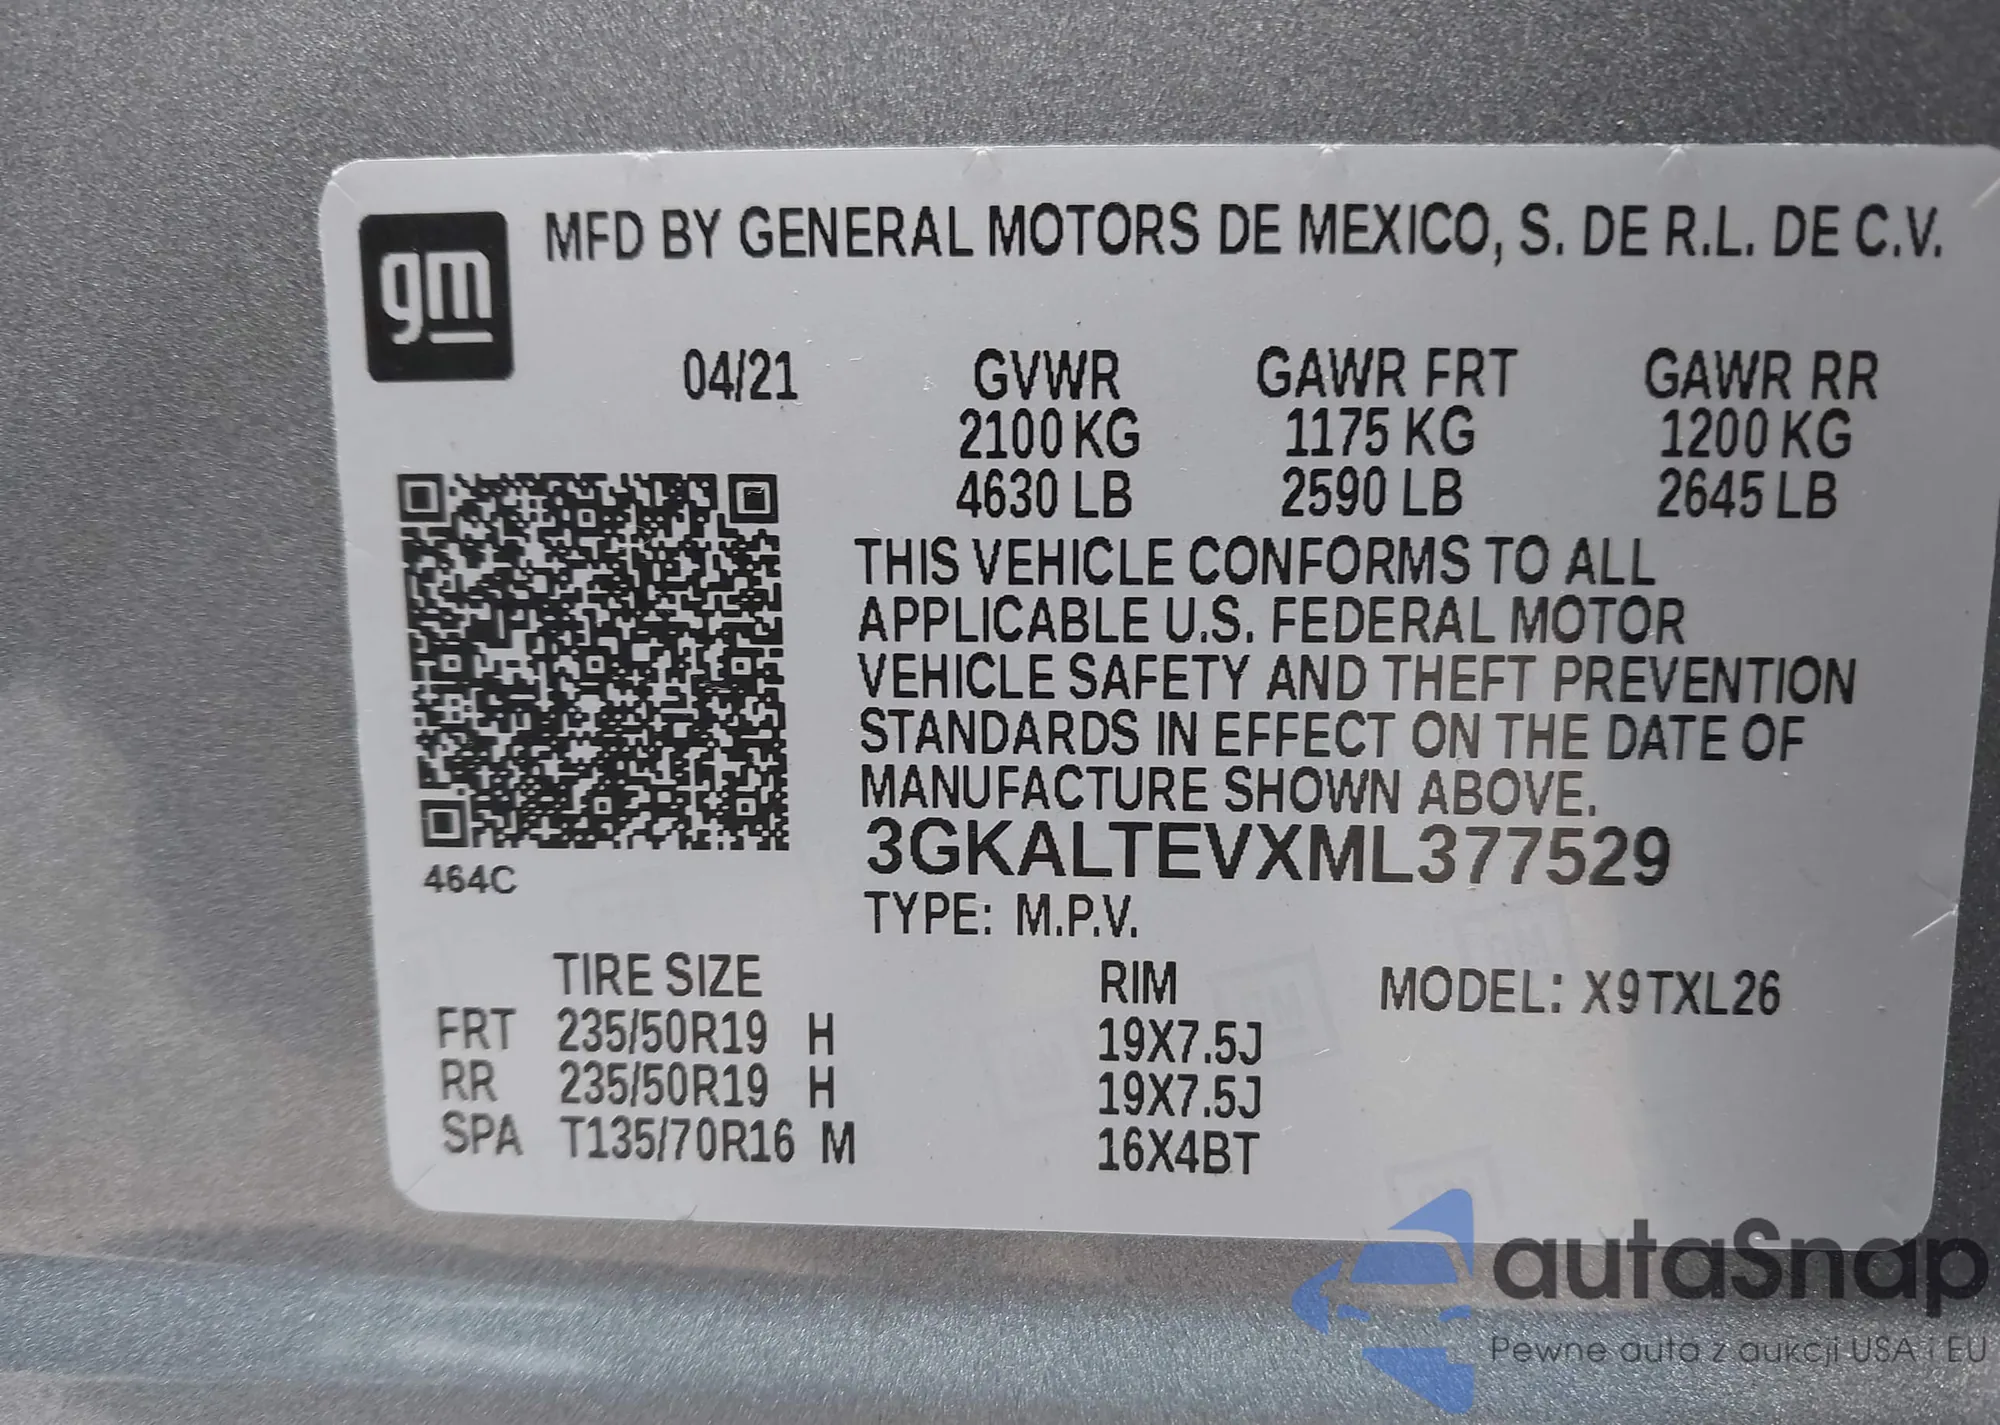 gm
MFD BY GENERAL MOTORS DE MEXICO, S. DE R.L. DE C.V.
04/21 GVWR GAWR FRT GAWR RR
2100 KG 1175 KG 1200 KG
4630 LB 2590 LB 2645 LB
THIS VEHICLE CONFORMS TO ALL
APPLICABLE U.S. FEDERAL MOTOR
VEHICLE SAFETY AND THEFT PREVENTION
STANDARDS IN EFFECT ON THE DATE OF
MANUFACTURE SHOWN ABOVE.
3GKALTEVXML377529
464C
TYPE: M.P.V.
TIRE SIZE RIM MODEL: X9TXL26
FRT 235/50R19 H 19X7.5J
RR 235/50R19 H 19X7.5J
SPA T135/70R16 M 16X4BT
autaSnap
Pewne auta z aukcji USA i EU